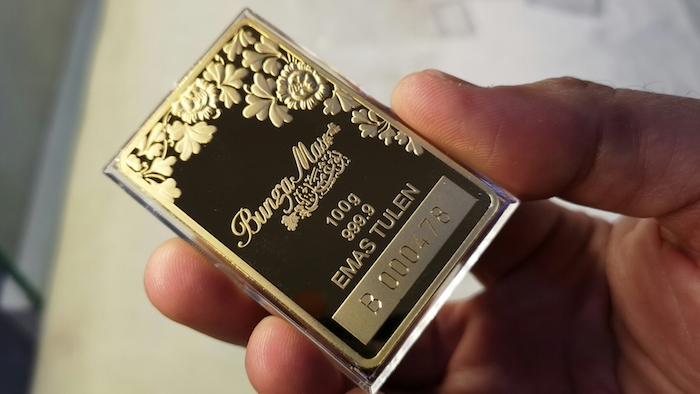 Bunga Mas
100g
999.9
EMAS TULEN
B 000478